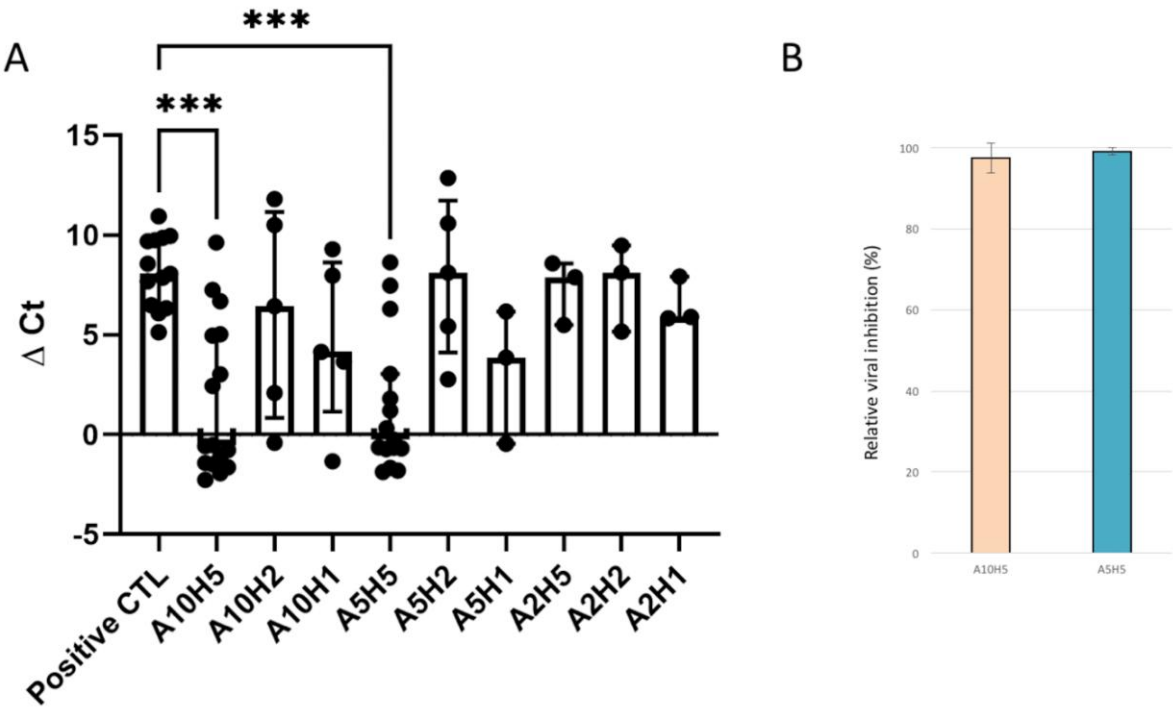 A
***
***
Δ Ct
15
10
5
0
-5
Positive CTL
A10H5
A10H2
A10H1
A5H5
A5H2
A5H1
A2H5
A2H2
A2H1
B
Relative viral inhibition (%)
100
80
60
40
20
0
A10H5
A5H5